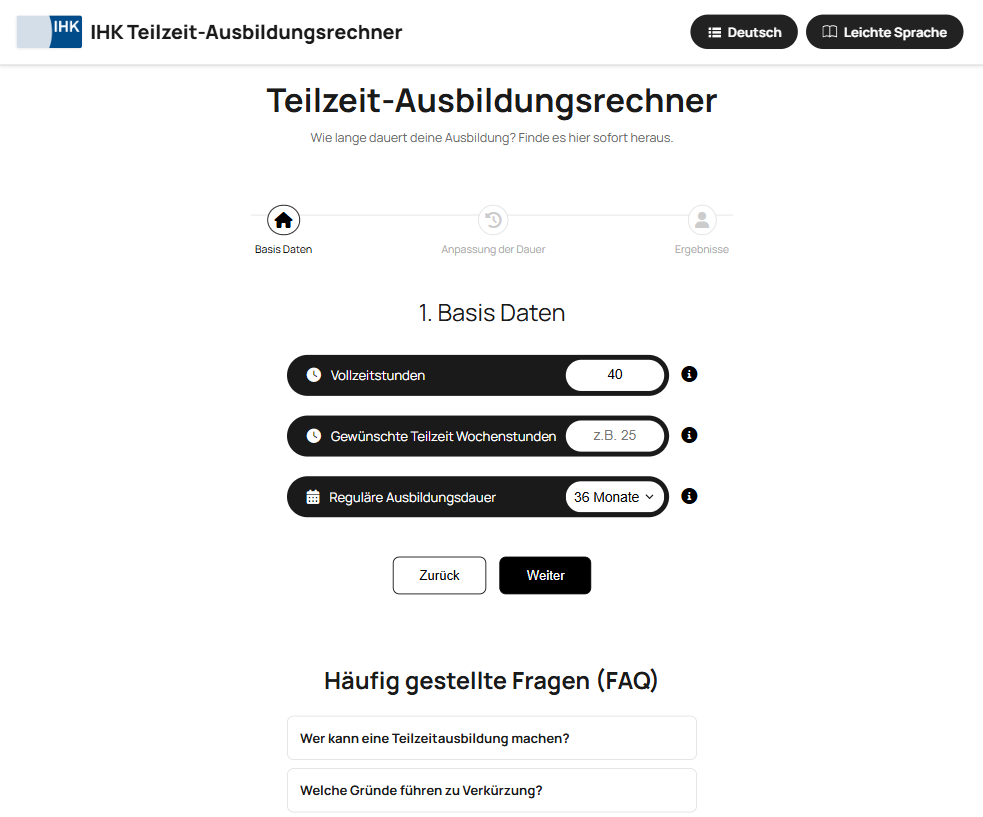 IHK
IHK Teilzeit-Ausbildungsrechner
Deutsch
Leichte Sprache
Teilzeit-Ausbildungsrechner
Wie lange dauert deine Ausbildung? Finde es hier sofort heraus.
Basis Daten
Anpassung der Dauer
Ergebnisse
1. Basis Daten
Vollzeitstunden 40
Gewünschte Teilzeit Wochenstunden z.B. 25
Reguläre Ausbildungsdauer 36 Monate
Zurück
Weiter
Häufig gestellte Fragen (FAQ)
Wer kann eine Teilzeitausbildung machen?
Welche Gründe führen zu Verkürzung?